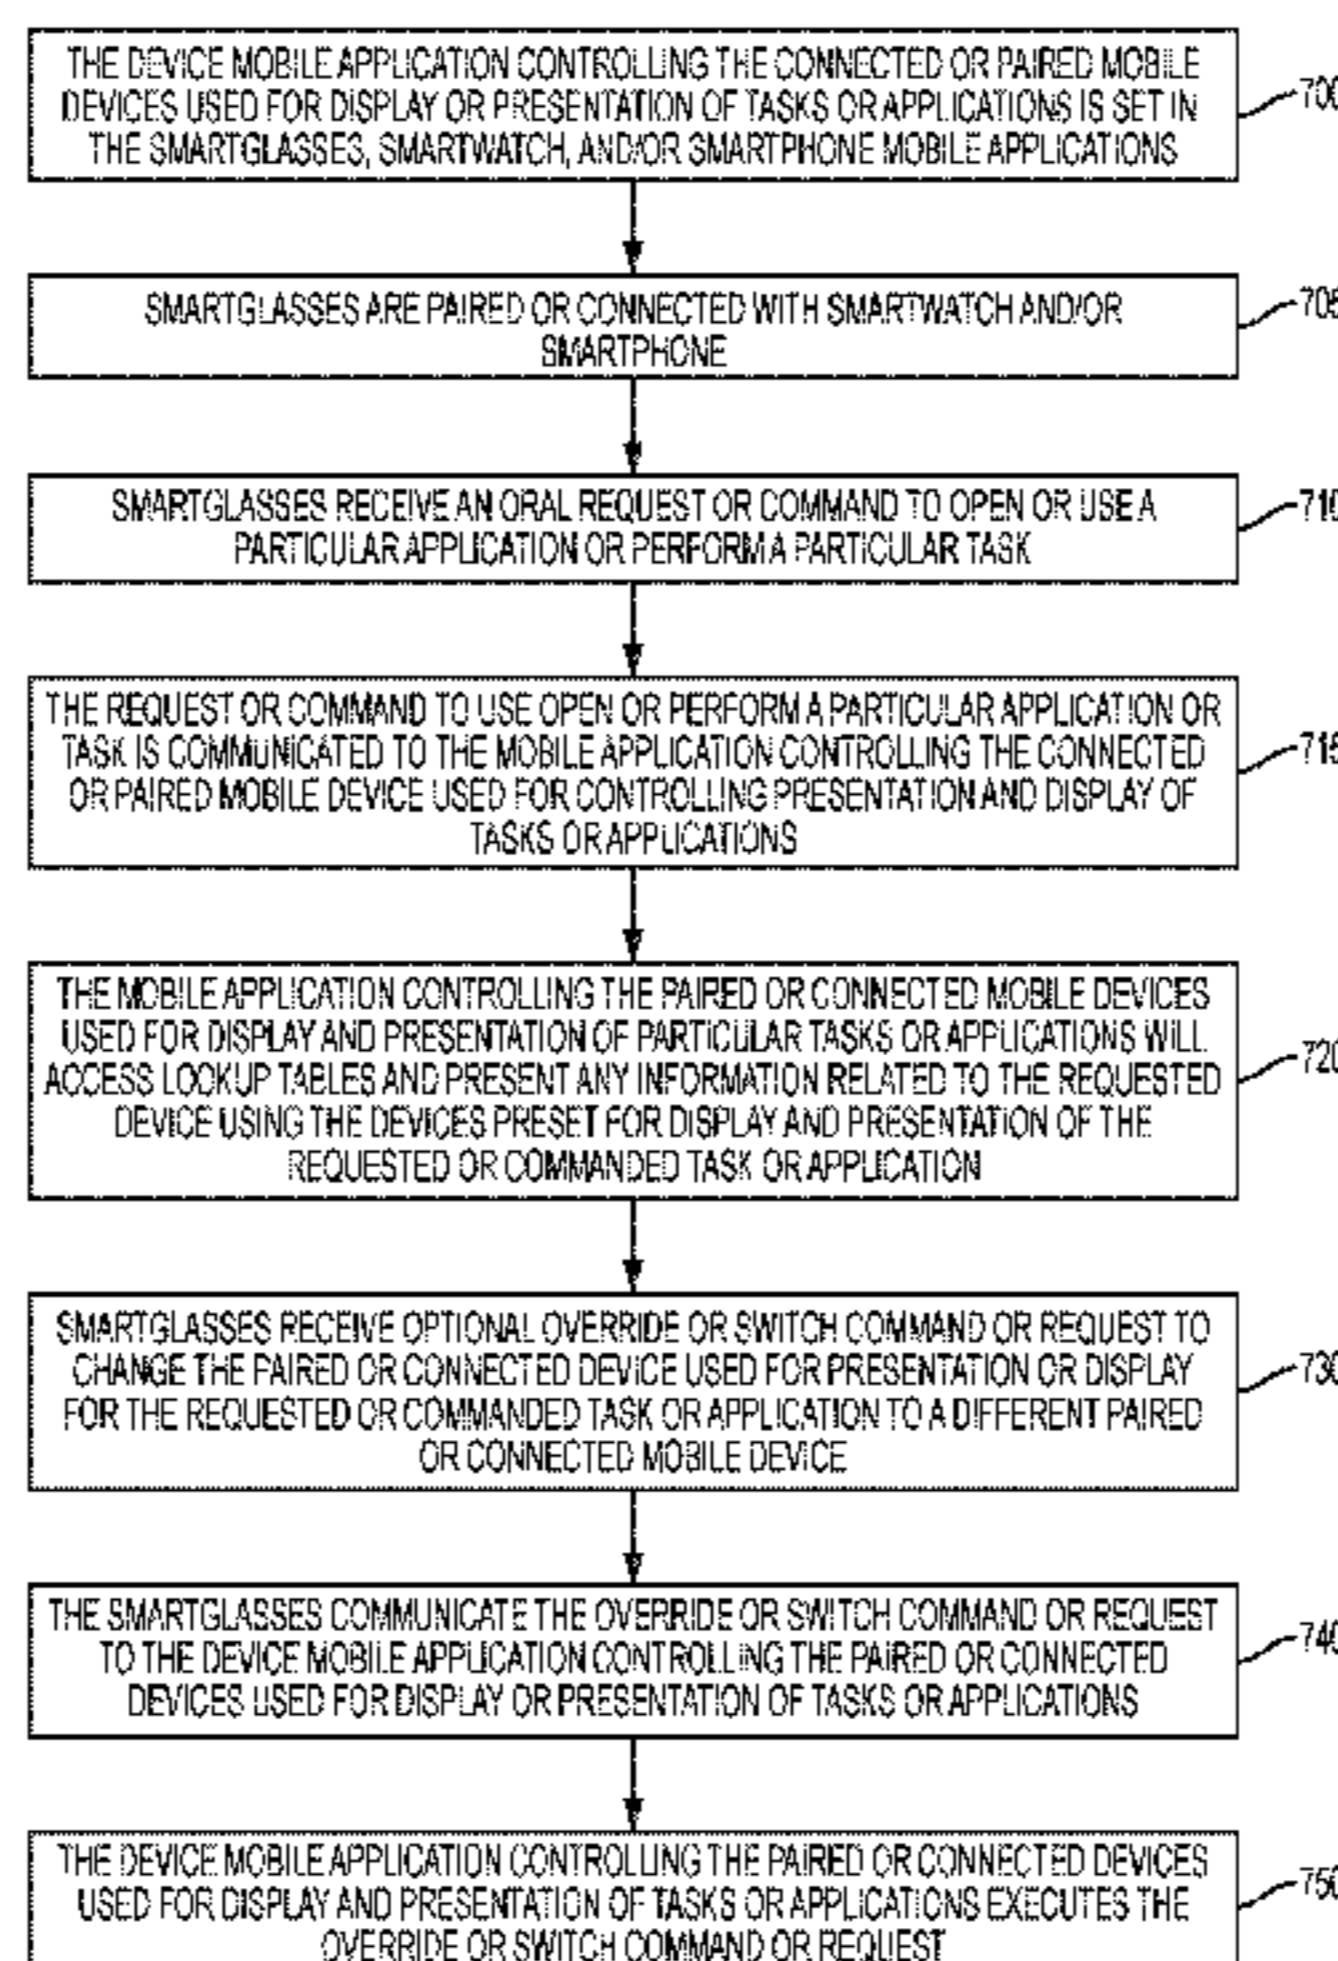 THE DEVICE MOBILE APPLICATION CONTROLLING THE CONNECTED OR PAIRED MOBILE
DEVICES USED FOR DISPLAY OR PRESENTATION OF TASKS OR APPLICATIONS IS SET IN
THE SMARTGLASSES, SMARTWATCH, AND/OR SMARTPHONE MOBILE APPLICATIONS
700
SMARTGLASSES ARE PAIRED OR CONNECTED WITH SMARTWATCH AND/OR
SMARTPHONE
705
SMARTGLASSES RECEIVE AN ORAL REQUEST OR COMMAND TO OPEN OR USE A
PARTICULAR APPLICATION OR PERFORM A PARTICULAR TASK
710
THE REQUEST OR COMMAND TO USE OPEN OR PERFORM A PARTICULAR APPLICATION OR
TASK IS COMMUNICATED TO THE MOBILE APPLICATION CONTROLLING THE CONNECTED
OR PAIRED MOBILE DEVICE USED FOR CONTROLLING PRESENTATION AND DISPLAY OF
TASKS OR APPLICATIONS
715
THE MOBILE APPLICATION CONTROLLING THE PAIRED OR CONNECTED MOBILE DEVICES
USED FOR DISPLAY AND PRESENTATION OF PARTICULAR TASKS OR APPLICATIONS WILL
ACCESS LOOKUP TABLES AND PRESENT ANY INFORMATION RELATED TO THE REQUESTED
DEVICE USING THE DEVICES PRESET FOR DISPLAY AND PRESENTATION OF THE
REQUESTED OR COMMANDED TASK OR APPLICATION
720
SMARTGLASSES RECEIVE OPTIONAL OVERRIDE OR SWITCH COMMAND OR REQUEST TO
CHANGE THE PAIRED OR CONNECTED DEVICE USED FOR PRESENTATION OR DISPLAY
FOR THE REQUESTED OR COMMANDED TASK OR APPLICATION TO A DIFFERENT PAIRED
OR CONNECTED MOBILE DEVICE
730
THE SMARTGLASSES COMMUNICATE THE OVERRIDE OR SWITCH COMMAND OR REQUEST
TO THE DEVICE MOBILE APPLICATION CONTROLLING THE PAIRED OR CONNECTED
DEVICES USED FOR DISPLAY OR PRESENTATION OF TASKS OR APPLICATIONS
740
THE DEVICE MOBILE APPLICATION CONTROLLING THE PAIRED OR CONNECTED DEVICES
USED FOR DISPLAY AND PRESENTATION OF TASKS OR APPLICATIONS EXECUTES THE
OVERRIDE OR SWITCH COMMAND OR REQUEST
750